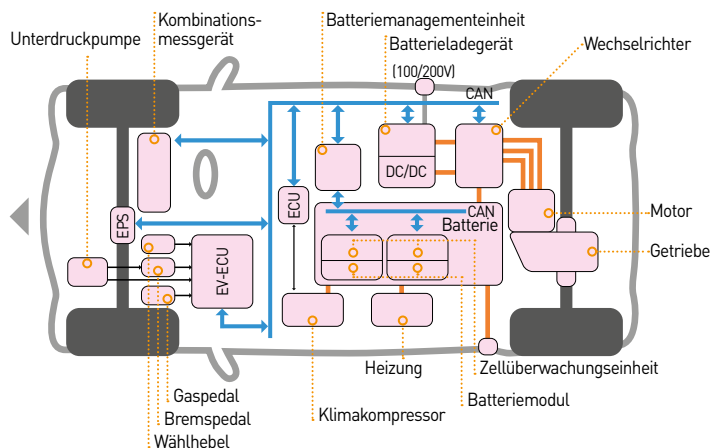 Kombinations-
messgerät
Unterdruckpumpe
Batteriemanagementeinheit
Batterieladegerät
Wechselrichter
(100/200V)
CAN
DC/DC
ECU
EPS
CAN
Batterie
EV-ECU
Motor
Getriebe
Heizung
Zellüberwachungseinheit
Gaspedal
Batteriemodul
Bremspedal
Klimakompressor
Wählhebel